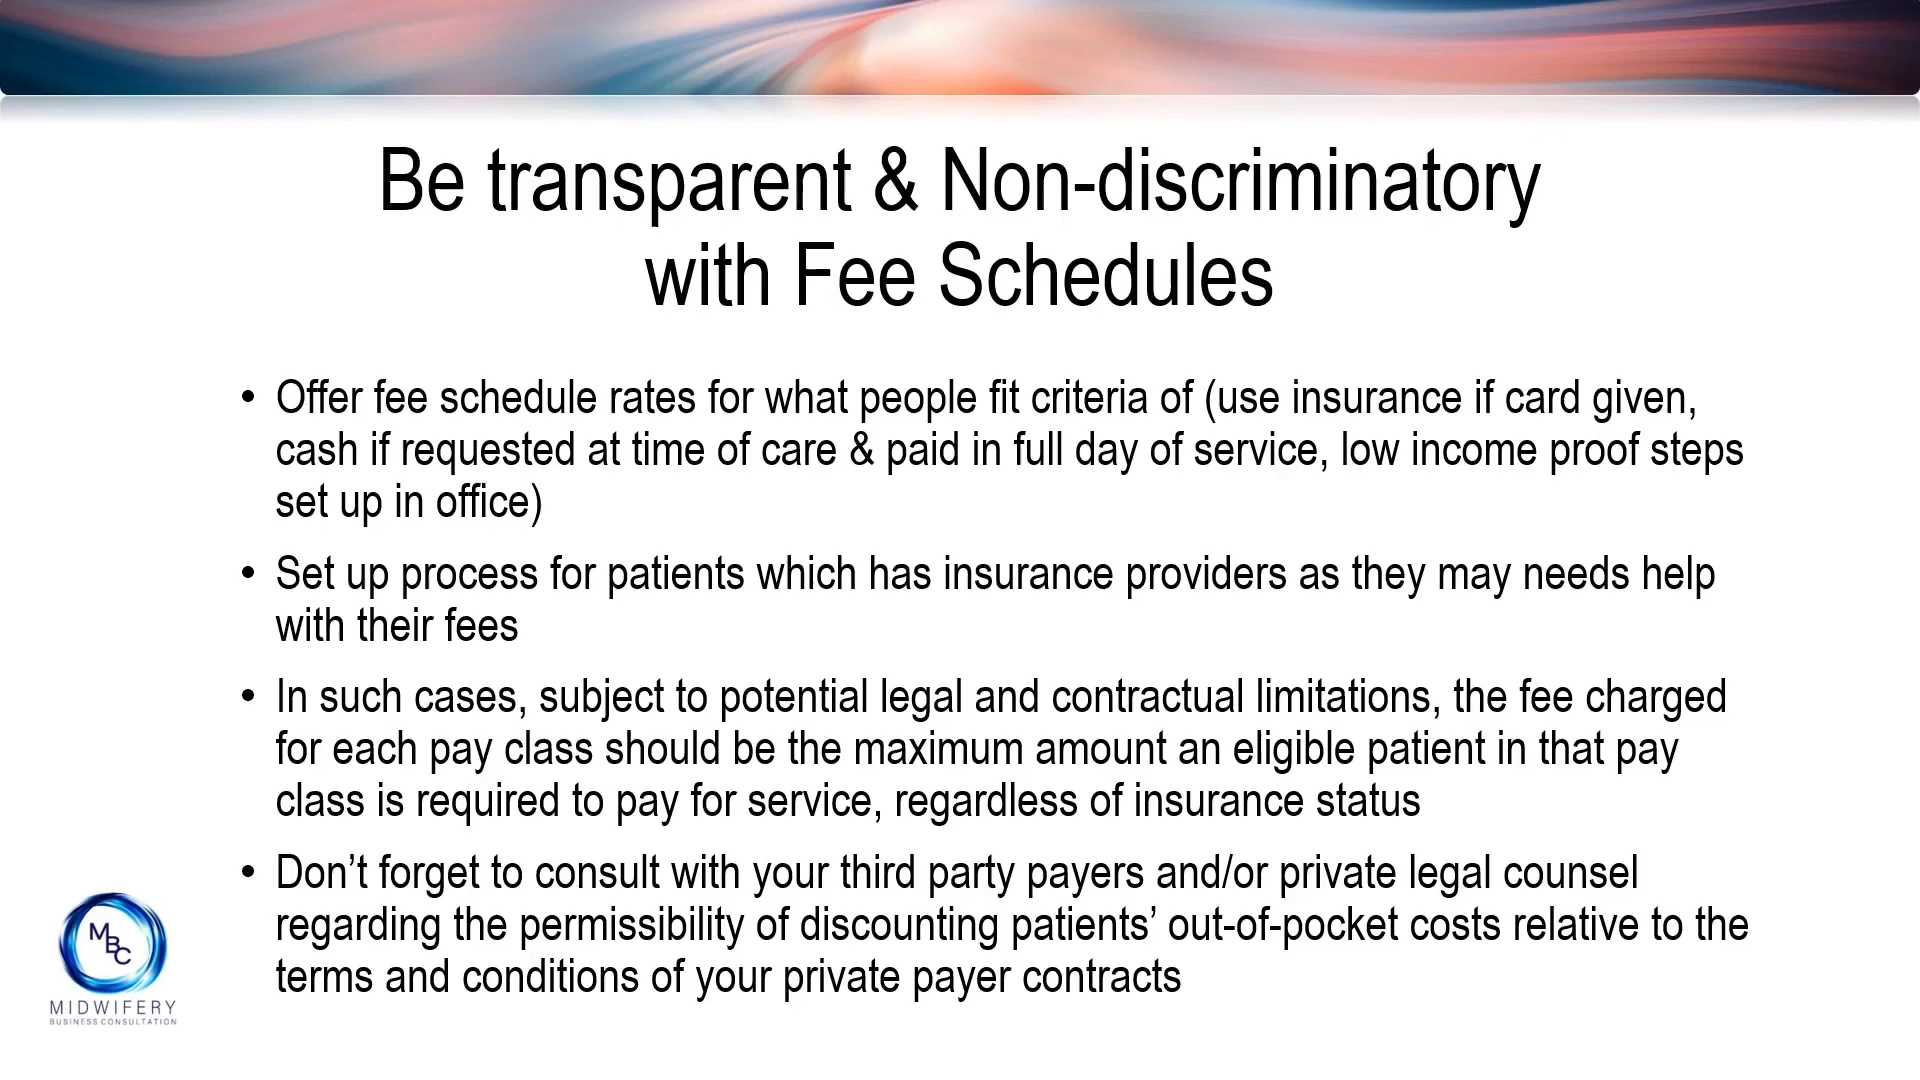 Be transparent & Non-discriminatory
with Fee Schedules
• Offer fee schedule rates for what people fit criteria of (use insurance if card given,
cash if requested at time of care & paid in full day of service, low income proof steps
set up in office)
• Set up process for patients which has insurance providers as they may needs help
with their fees
• In such cases, subject to potential legal and contractual limitations, the fee charged
for each pay class should be the maximum amount an eligible patient in that pay
class is required to pay for service, regardless of insurance status
• Don’t forget to consult with your third party payers and/or private legal counsel
regarding the permissibility of discounting patients’ out-of-pocket costs relative to the
terms and conditions of your private payer contracts
MBC
MIDWIFERY
BUSINESS CONSULTATION